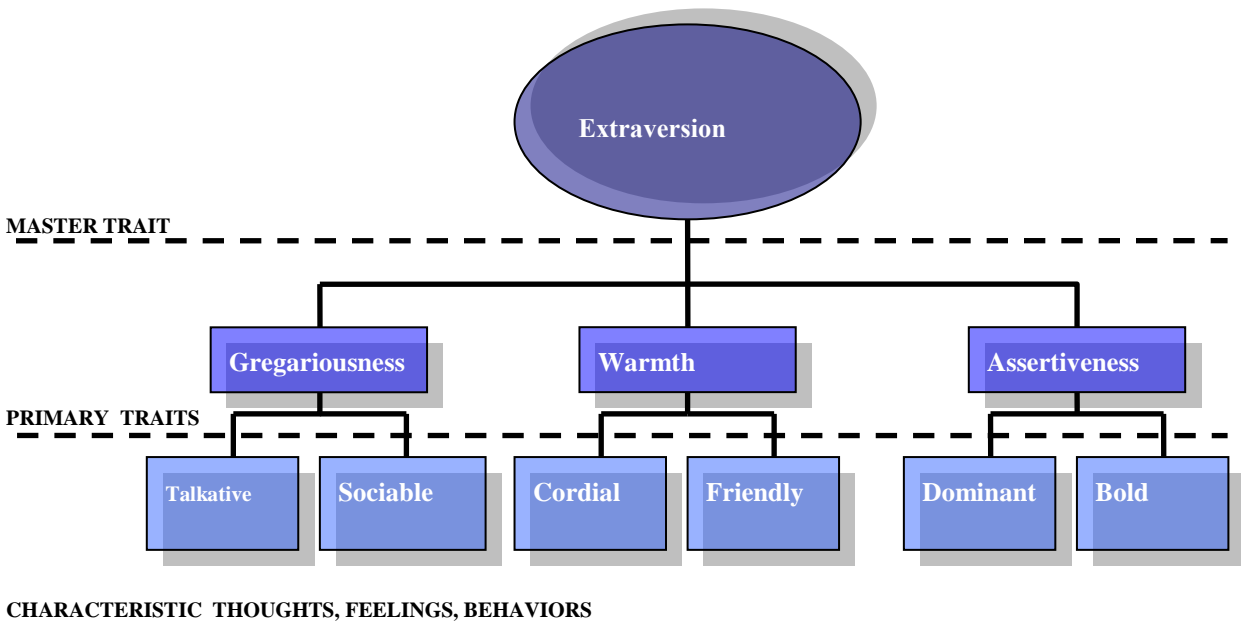 Extraversion
MASTER TRAIT
Gregariousness
Warmth
Assertiveness
PRIMARY TRAITS
Talkative
Sociable
Cordial
Friendly
Dominant
Bold
CHARACTERISTIC THOUGHTS, FEELINGS, BEHAVIORS